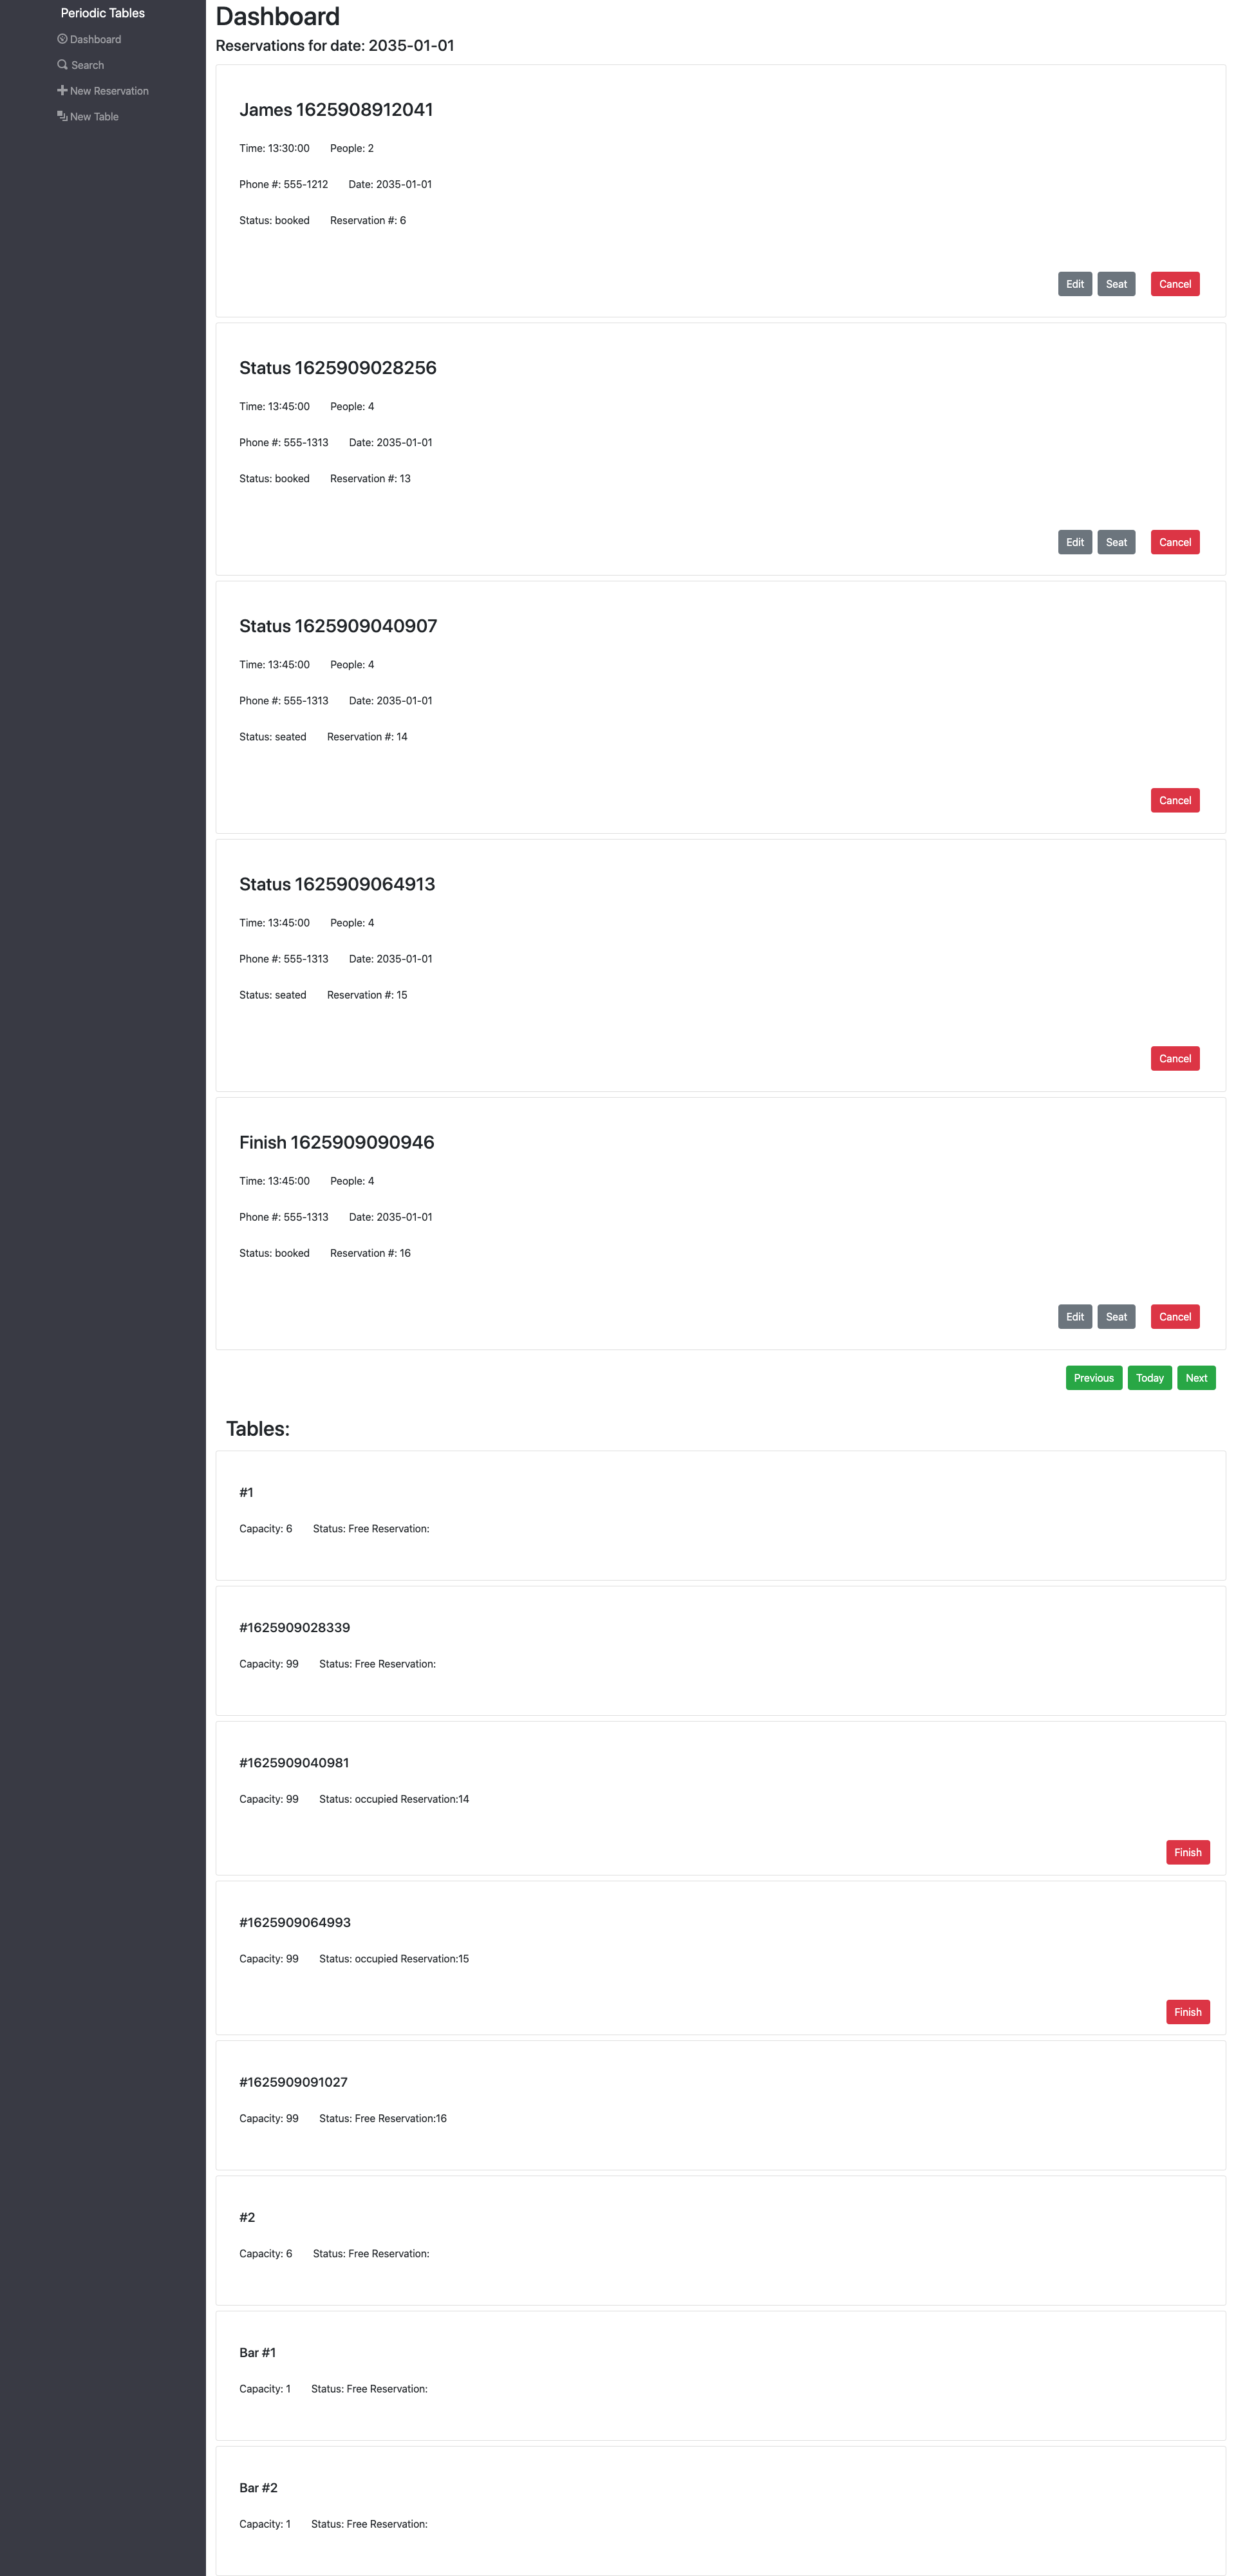 Periodic Tables
Dashboard
Search
New Reservation
New Table
Dashboard
Reservations for date: 2035-01-01
James 1625908912041
Time: 13:30:00 People: 2
Phone #: 555-1212 Date: 2035-01-01
Status: booked Reservation #: 6
Edit Seat Cancel
Status 1625909028256
Time: 13:45:00 People: 4
Phone #: 555-1313 Date: 2035-01-01
Status: booked Reservation #: 13
Edit Seat Cancel
Status 1625909040907
Time: 13:45:00 People: 4
Phone #: 555-1313 Date: 2035-01-01
Status: seated Reservation #: 14
Cancel
Status 1625909064913
Time: 13:45:00 People: 4
Phone #: 555-1313 Date: 2035-01-01
Status: seated Reservation #: 15
Cancel
Finish 1625909090946
Time: 13:45:00 People: 4
Phone #: 555-1313 Date: 2035-01-01
Status: booked Reservation #: 16
Edit Seat Cancel
Previous Today Next
Tables:
#1
Capacity: 6 Status: Free Reservation:
#1625909028339
Capacity: 99 Status: Free Reservation:
#1625909040981
Capacity: 99 Status: occupied Reservation:14
Finish
#1625909064993
Capacity: 99 Status: occupied Reservation:15
Finish
#1625909091027
Capacity: 99 Status: Free Reservation:16
#2
Capacity: 6 Status: Free Reservation:
Bar #1
Capacity: 1 Status: Free Reservation:
Bar #2
Capacity: 1 Status: Free Reservation: